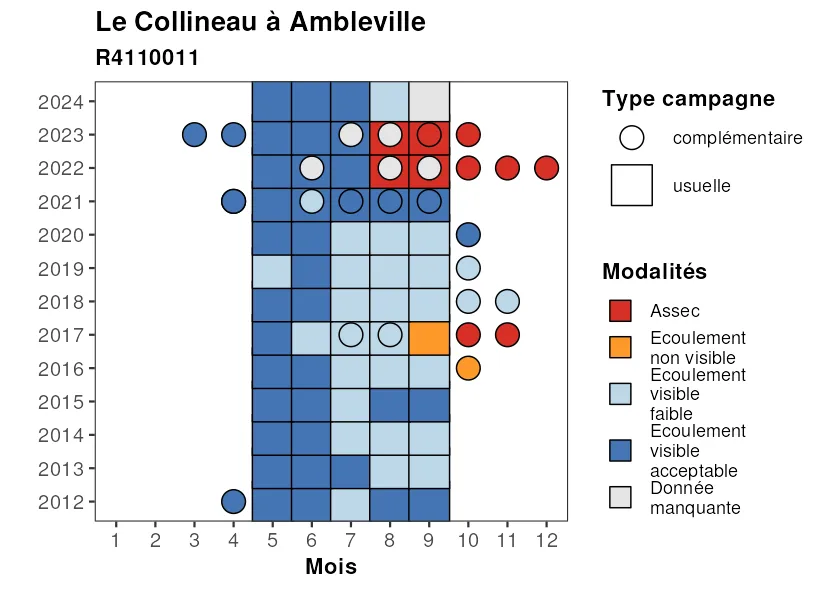 Le Collineau à Ambleville
R4110011
2024
2023
2022
2021
2020
2019
2018
2017
2016
2015
2014
2013
2012
1 2 3 4 5 6 7 8 9 10 11 12
Mois
Type campagne
complémentaire
usuelle
Modalités
Assec
Ecoulement
non visible
Ecoulement
visible
faible
Ecoulement
visible
acceptable
Donnée
manquante